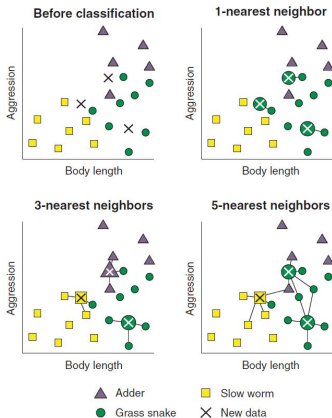 Before classification
1-nearest neighbor
Aggression
Body length
Aggression
Body length
3-nearest neighbors
5-nearest neighbors
Aggression
Body length
Aggression
Body length
Adder
Slow worm
Grass snake
New data